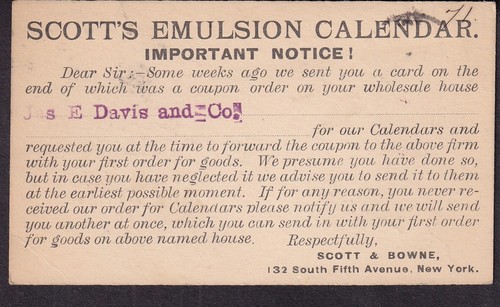 71
SCOTT'S EMULSION CALENDAR.
IMPORTANT NOTICE!
Dear Sir:—Some weeks ago we sent you a card on the
end of which was a coupon order on your wholesale house
Jas E Davis and Co.
for our Calendars and
requested you at the time to forward the coupon to the above firm
with your first order for goods. We presume you have done so,
but in case you have neglected it we advise you to send it to them
at the earliest possible moment. If for any reason, you never re-
ceived our order for Calendars please notify us and we will send
you another at once, which you can send in with your first order
for goods on above named house. Respectfully,
SCOTT & BOWNE,
132 South Fifth Avenue, New York.